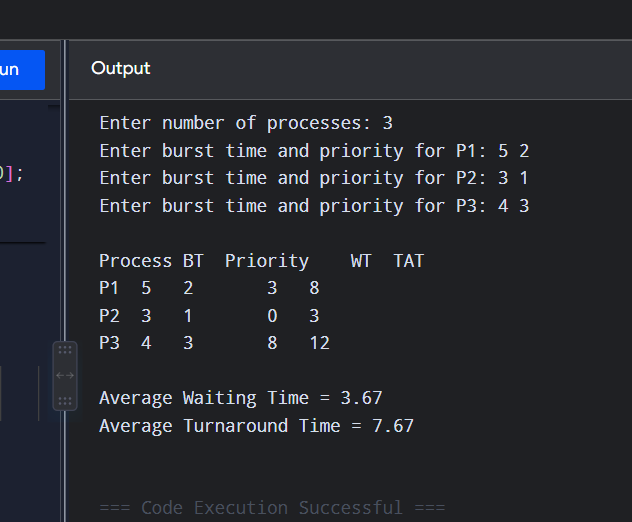 un
Output
Enter number of processes: 3
0];
Enter burst time and priority for P1: 5 2
Enter burst time and priority for P2: 3 1
Enter burst time and priority for P3: 4 3
Process BT  Priority    WT  TAT
P1  5   2       3   8
P2  3   1       0   3
P3  4   3       8   12
Average Waiting Time = 3.67
Average Turnaround Time = 7.67
=== Code Execution Successful ===